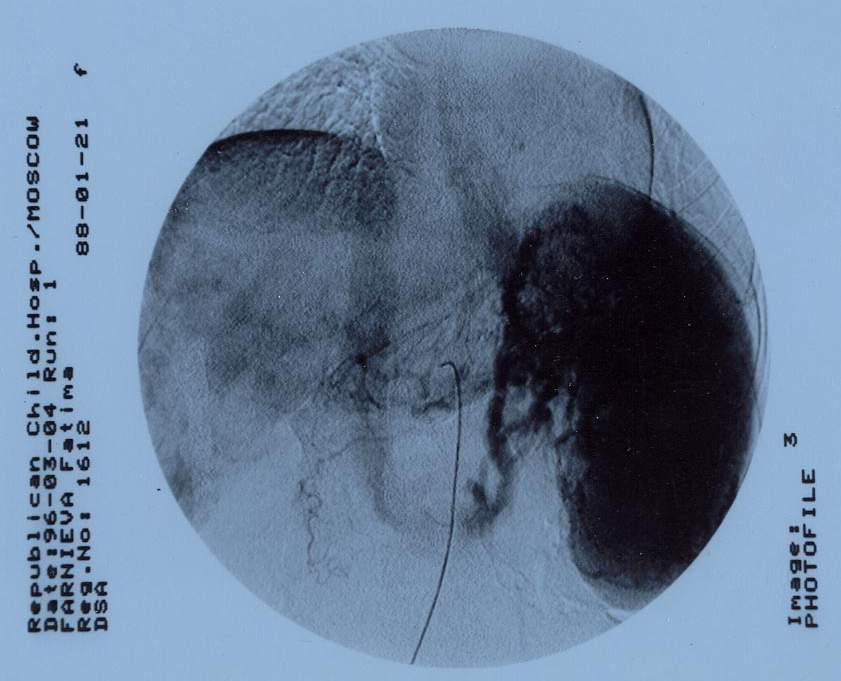 Republican Child.Hosp./MOSCOW
Date:96-03-04 Run: 1
FARNIEVA Fatima 88-01-21 f
Reg.No: 1612
DSA
Image: 3
PHOTOFILE